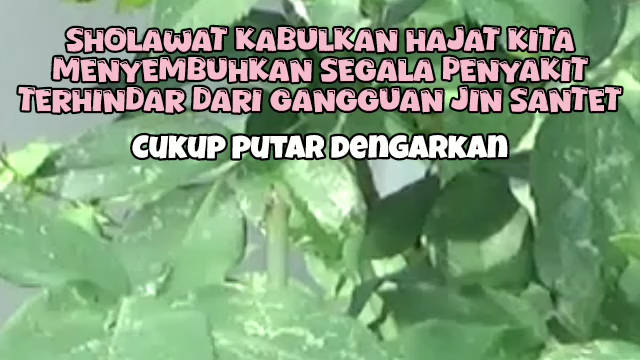 SHOLAWAT KABULKAN HAJAT KITA
MENYEMBUHKAN SEGALA PENYAKIT
TERHINDAR DARI GANGGUAN JIN SANTET
CUKUP PUTAR DENGARKAN